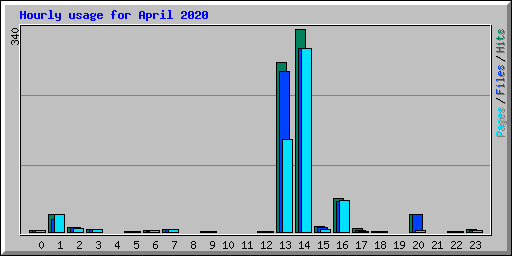 Hourly usage for April 2020
340
Pages/Files/Hits
0 1 2 3 4 5 6 7 8 9 10 11 12 13 14 15 16 17 18 19 20 21 22 23